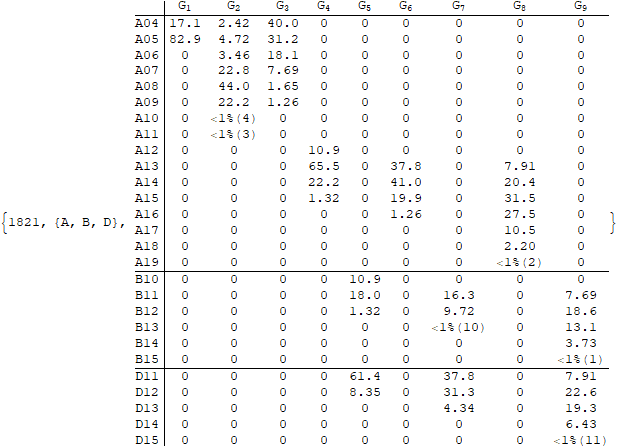 G1 G2 G3 G4 G5 G6 G7 G8 G9
A04 17.1 2.42 40.0 0 0 0 0 0 0
A05 82.9 4.72 31.2 0 0 0 0 0 0
A06 0 3.46 18.1 0 0 0 0 0 0
A07 0 22.8 7.69 0 0 0 0 0 0
A08 0 44.0 1.65 0 0 0 0 0 0
A09 0 22.2 1.26 0 0 0 0 0 0
A10 0 <1%(4) 0 0 0 0 0 0 0
A11 0 <1%(3) 0 0 0 0 0 0 0
A12 0 0 0 10.9 0 0 0 0 0
A13 0 0 0 65.5 0 37.8 0 7.91 0
A14 0 0 0 22.2 0 41.0 0 20.4 0
A15 0 0 0 1.32 0 19.9 0 31.5 0
A16 0 0 0 0 0 1.26 0 27.5 0
{1821, {A, B, D}, A17 0 0 0 0 0 0 0 10.5 0 }
A18 0 0 0 0 0 0 0 2.20 0
A19 0 0 0 0 0 0 0 <1%(2) 0
B10 0 0 0 0 10.9 0 0 0 0
B11 0 0 0 0 18.0 0 16.3 0 7.69
B12 0 0 0 0 1.32 0 9.72 0 18.6
B13 0 0 0 0 0 0 <1%(10) 0 13.1
B14 0 0 0 0 0 0 0 0 3.73
B15 0 0 0 0 0 0 0 0 <1%(1)
D11 0 0 0 0 61.4 0 37.8 0 7.91
D12 0 0 0 0 8.35 0 31.3 0 22.6
D13 0 0 0 0 0 0 4.34 0 19.3
D14 0 0 0 0 0 0 0 0 6.43
D15 0 0 0 0 0 0 0 0 <1%(11)